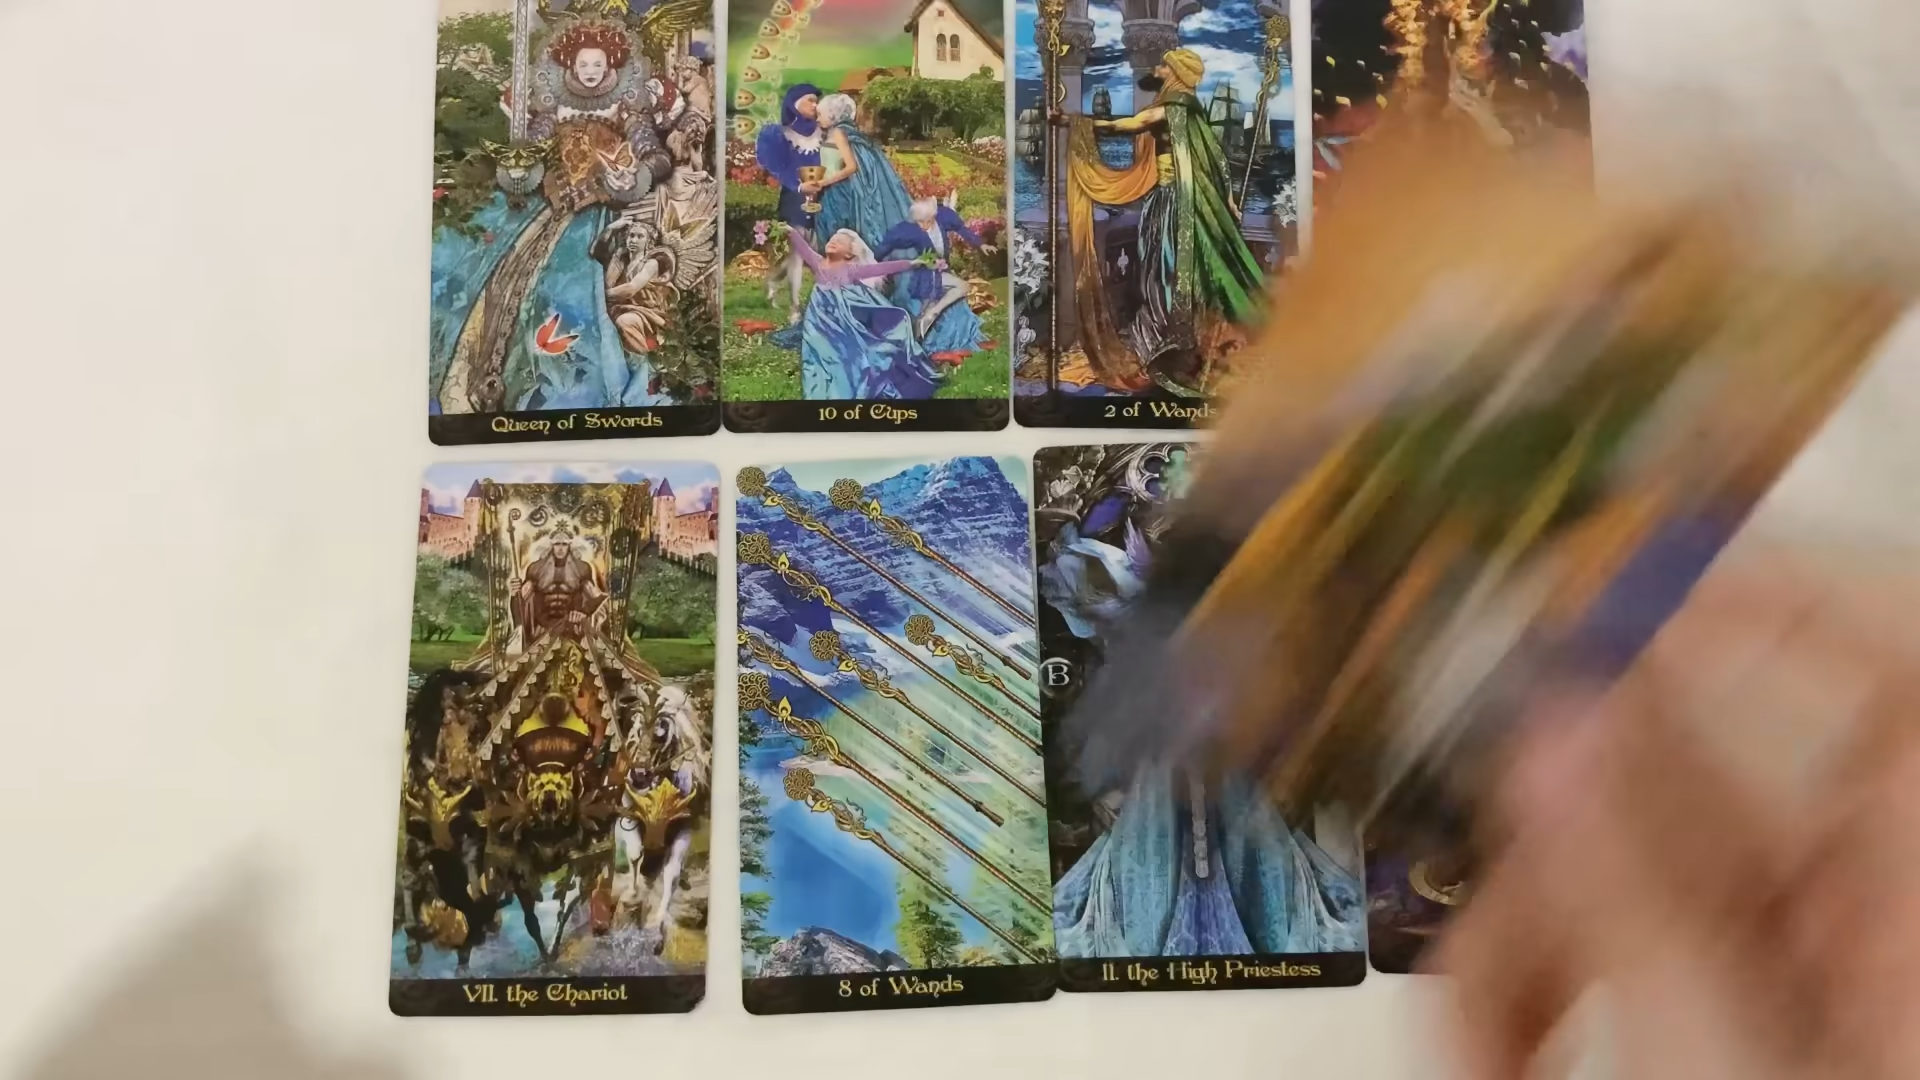 Queen of Swords
10 of Cups
2 of Wands
B
VII. the Chariot
8 of Wands
II. the High Priestess